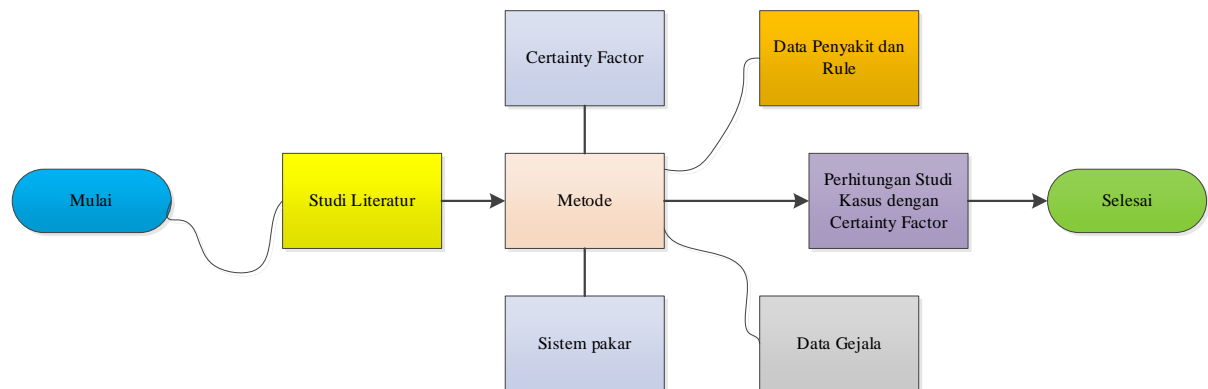 Certainty Factor
Data Penyakit dan
Rule
Mulai
Studi Literatur
Metode
Perhitungan Studi
Kasus dengan
Certainty Factor
Selesai
Sistem pakar
Data Gejala